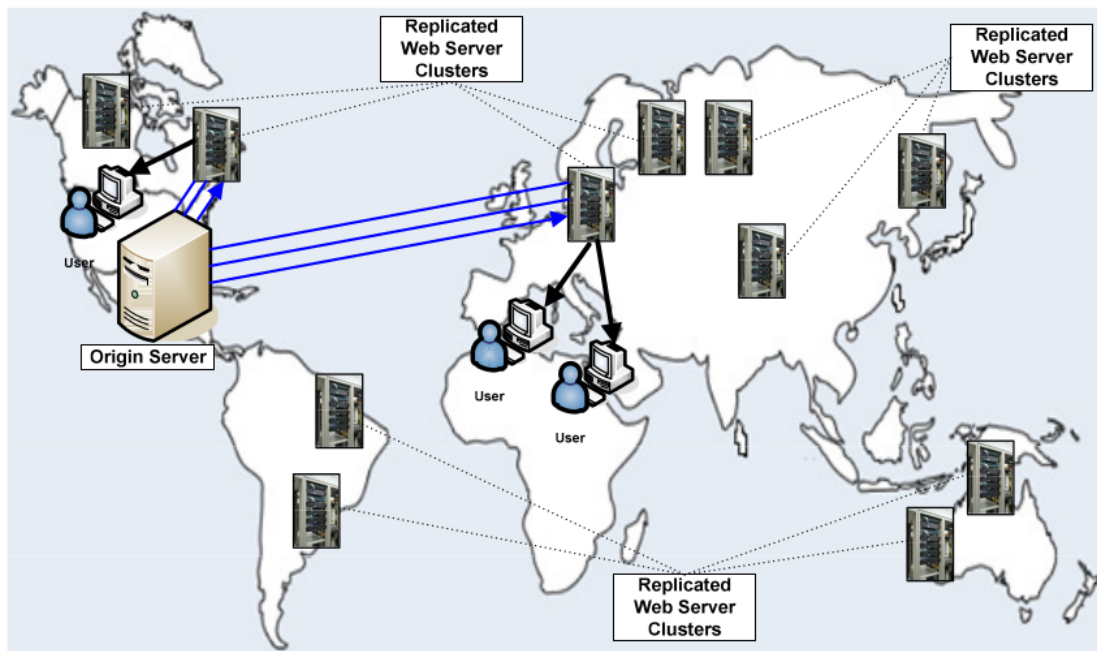 Replicated
Web Server
Clusters
Replicated
Web Server
Clusters
User
Origin Server
User
User
Replicated
Web Server
Clusters